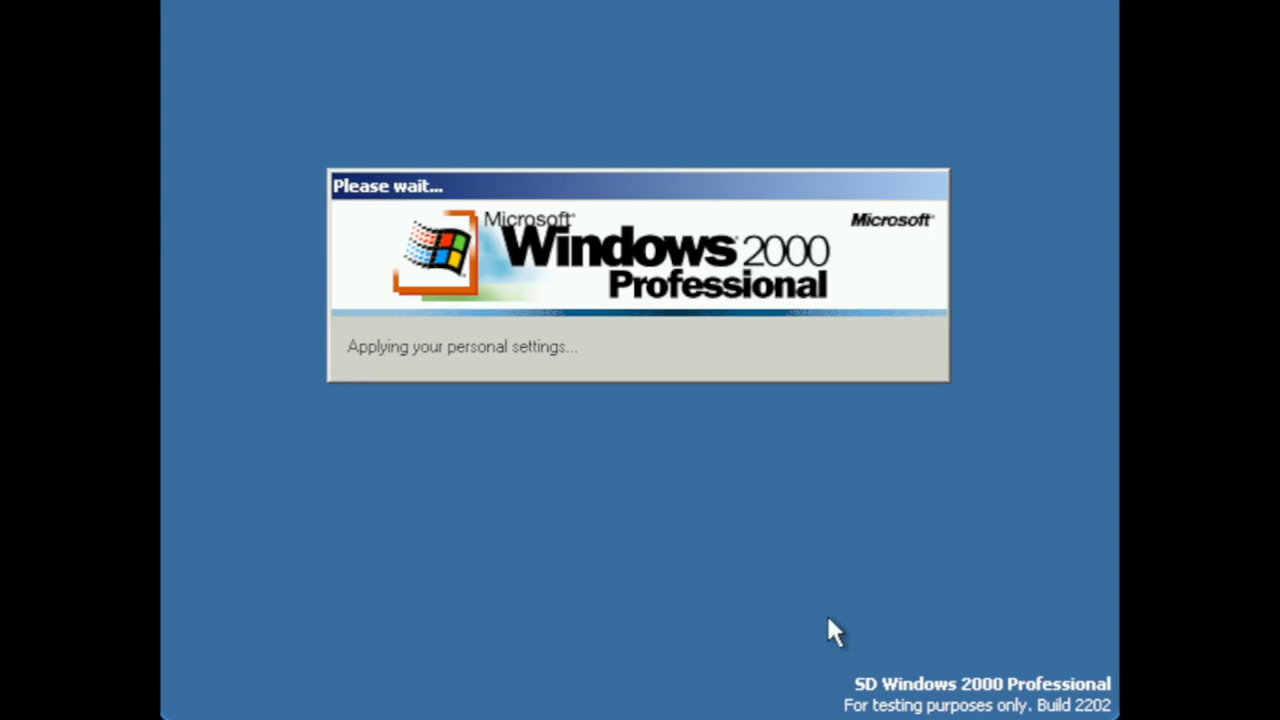 Please wait...
Microsoft®
Microsoft®
Windows 2000
Professional
Applying your personal settings...
SD Windows 2000 Professional
For testing purposes only. Build 2202